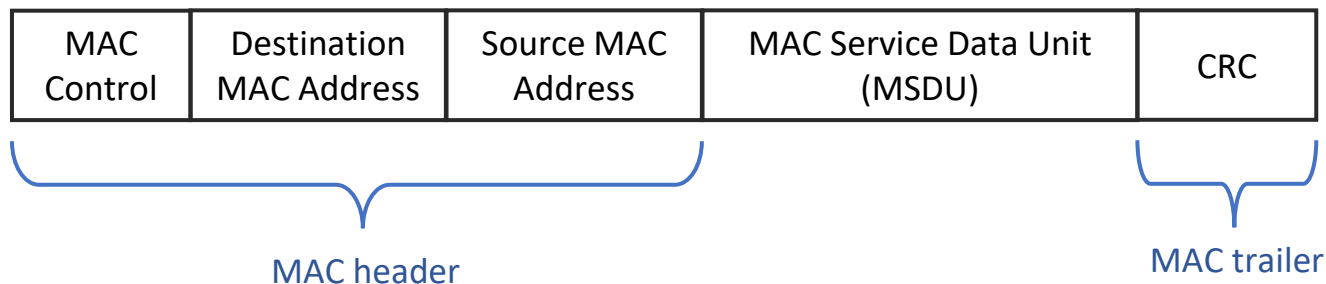 MAC
Control
Destination
MAC Address
Source MAC
Address
MAC Service Data Unit
(MSDU)
CRC
MAC header
MAC trailer